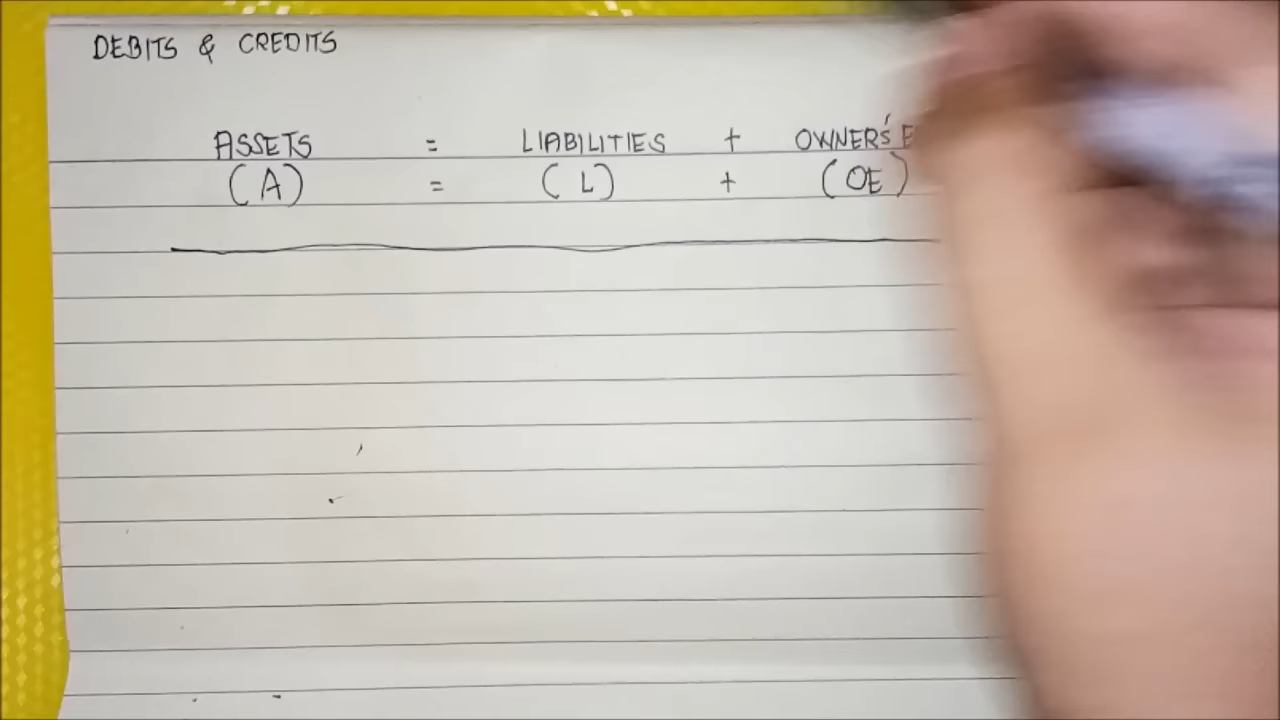 DEBITS & CREDITS
ASSETS = LIABILITIES + OWNER'S
(A) = (L) + (OE)